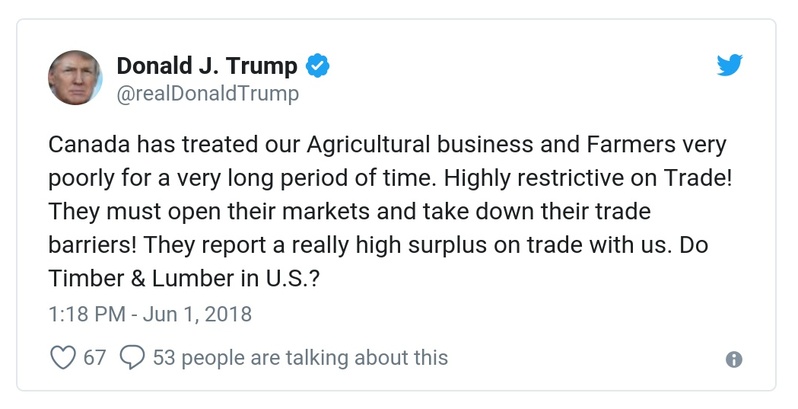 Donald J. Trump
@realDonaldTrump
Canada has treated our Agricultural business and Farmers very
poorly for a very long period of time. Highly restrictive on Trade!
They must open their markets and take down their trade
barriers! They report a really high surplus on trade with us. Do
Timber & Lumber in U.S.?
1:18 PM - Jun 1, 2018
67 53 people are talking about this